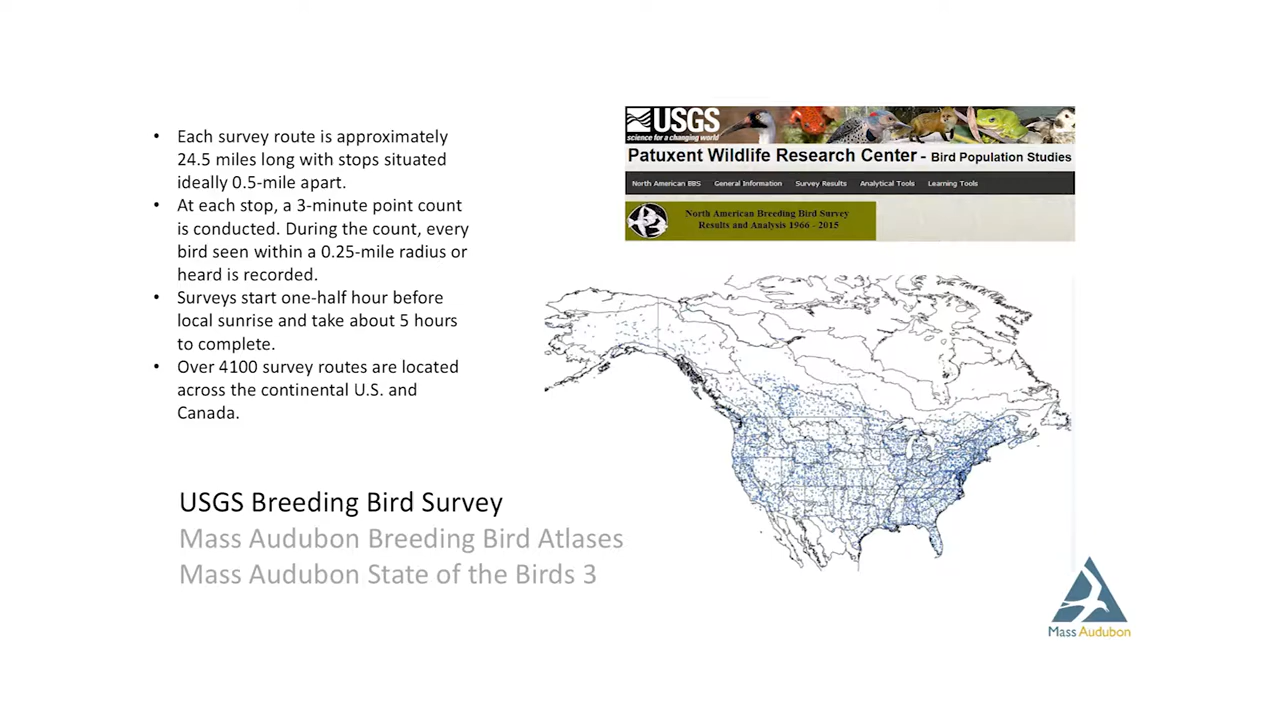 • Each survey route is approximately
24.5 miles long with stops situated
ideally 0.5-mile apart.
• At each stop, a 3-minute point count
is conducted. During the count, every
bird seen within a 0.25-mile radius or
heard is recorded.
• Surveys start one-half hour before
local sunrise and take about 5 hours
to complete.
• Over 4100 survey routes are located
across the continental U.S. and
Canada.
USGS Breeding Bird Survey
Mass Audubon Breeding Bird Atlases
Mass Audubon State of the Birds 3
USGS
science for a changing world
Patuxent Wildlife Research Center - Bird Population Studies
North American BBS General Information Survey Results Analytical Tools Learning Tools
North American Breeding Bird Survey
Results and Analysis 1966 - 2015
Mass Audubon